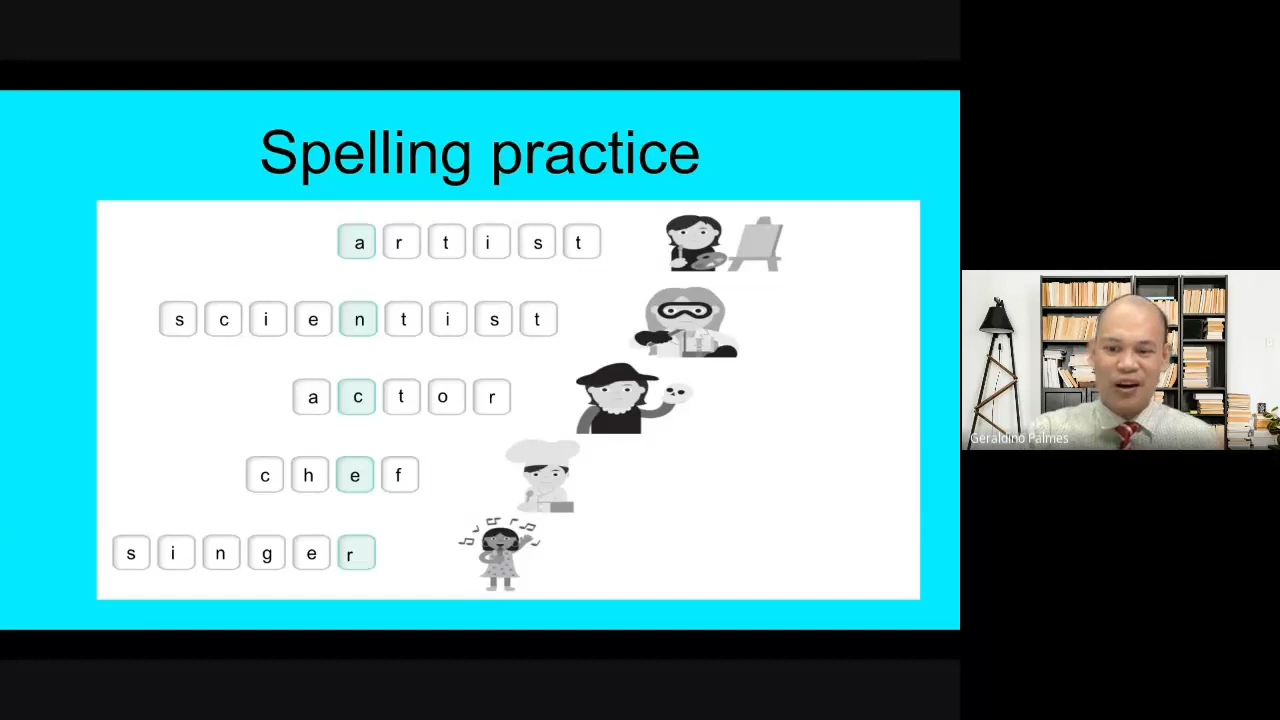 Spelling practice
a r t i s t
s c i e n t i s t
a c t o r
c h e f
s i n g e r
Geraldino Palmes